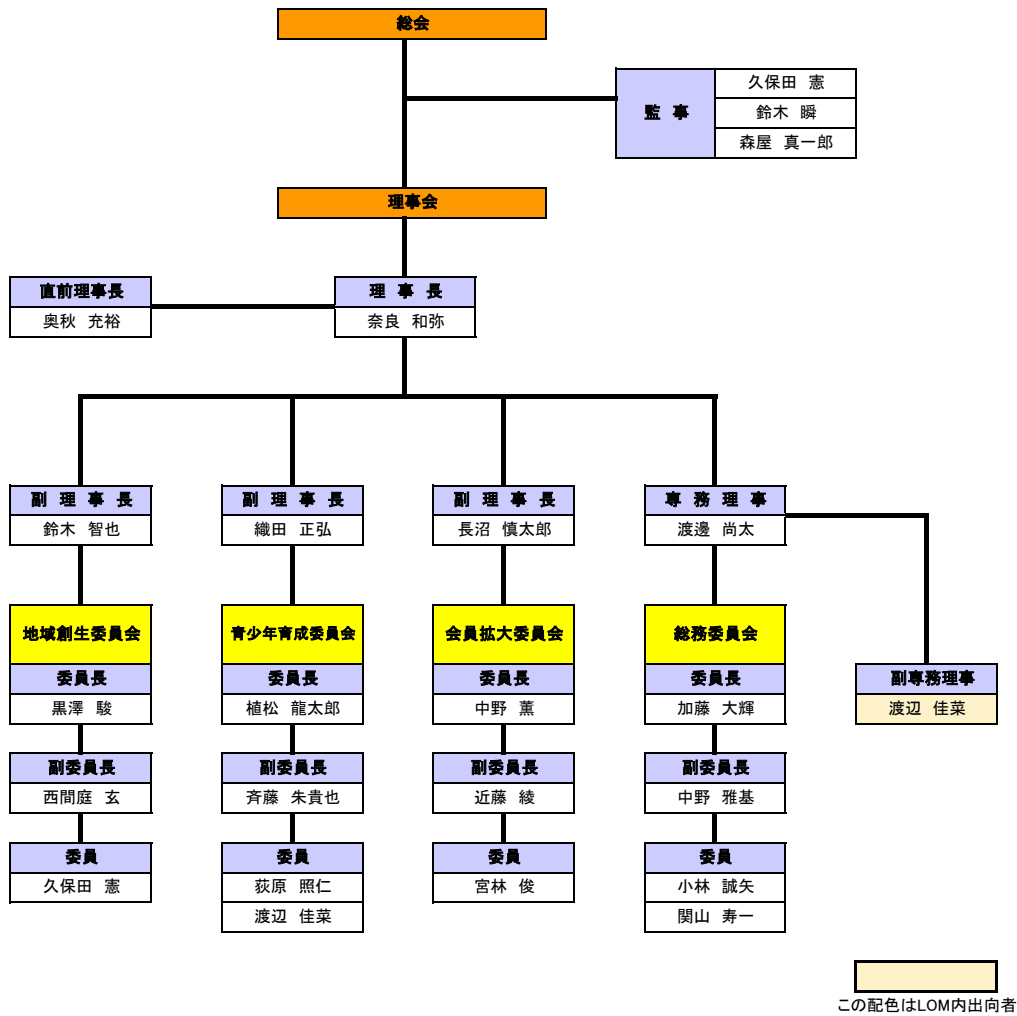 総会
監　事
久保田　憲
鈴木　瞬
森屋　真一郎
理事会
直前理事長
奥秋　充裕
理　事　長
奈良　和弥
副　理　事　長
鈴木　智也
副　理　事　長
織田　正弘
副　理　事　長
長沼　慎太郎
専　務　理　事
渡邊　尚太
地域創生委員会
委員長
黒澤　駿
副委員長
西間庭　玄
委員
久保田　憲
青少年育成委員会
委員長
植松　龍太郎
副委員長
斉藤　朱貴也
委員
荻原　照仁
渡辺　佳菜
会員拡大委員会
委員長
中野　薫
副委員長
近藤　綾
委員
宮林　俊
総務委員会
委員長
加藤　大輝
副委員長
中野　雅基
委員
小林　誠矢
関山　寿一
副専務理事
渡辺　佳菜
この配色はLOM内出向者